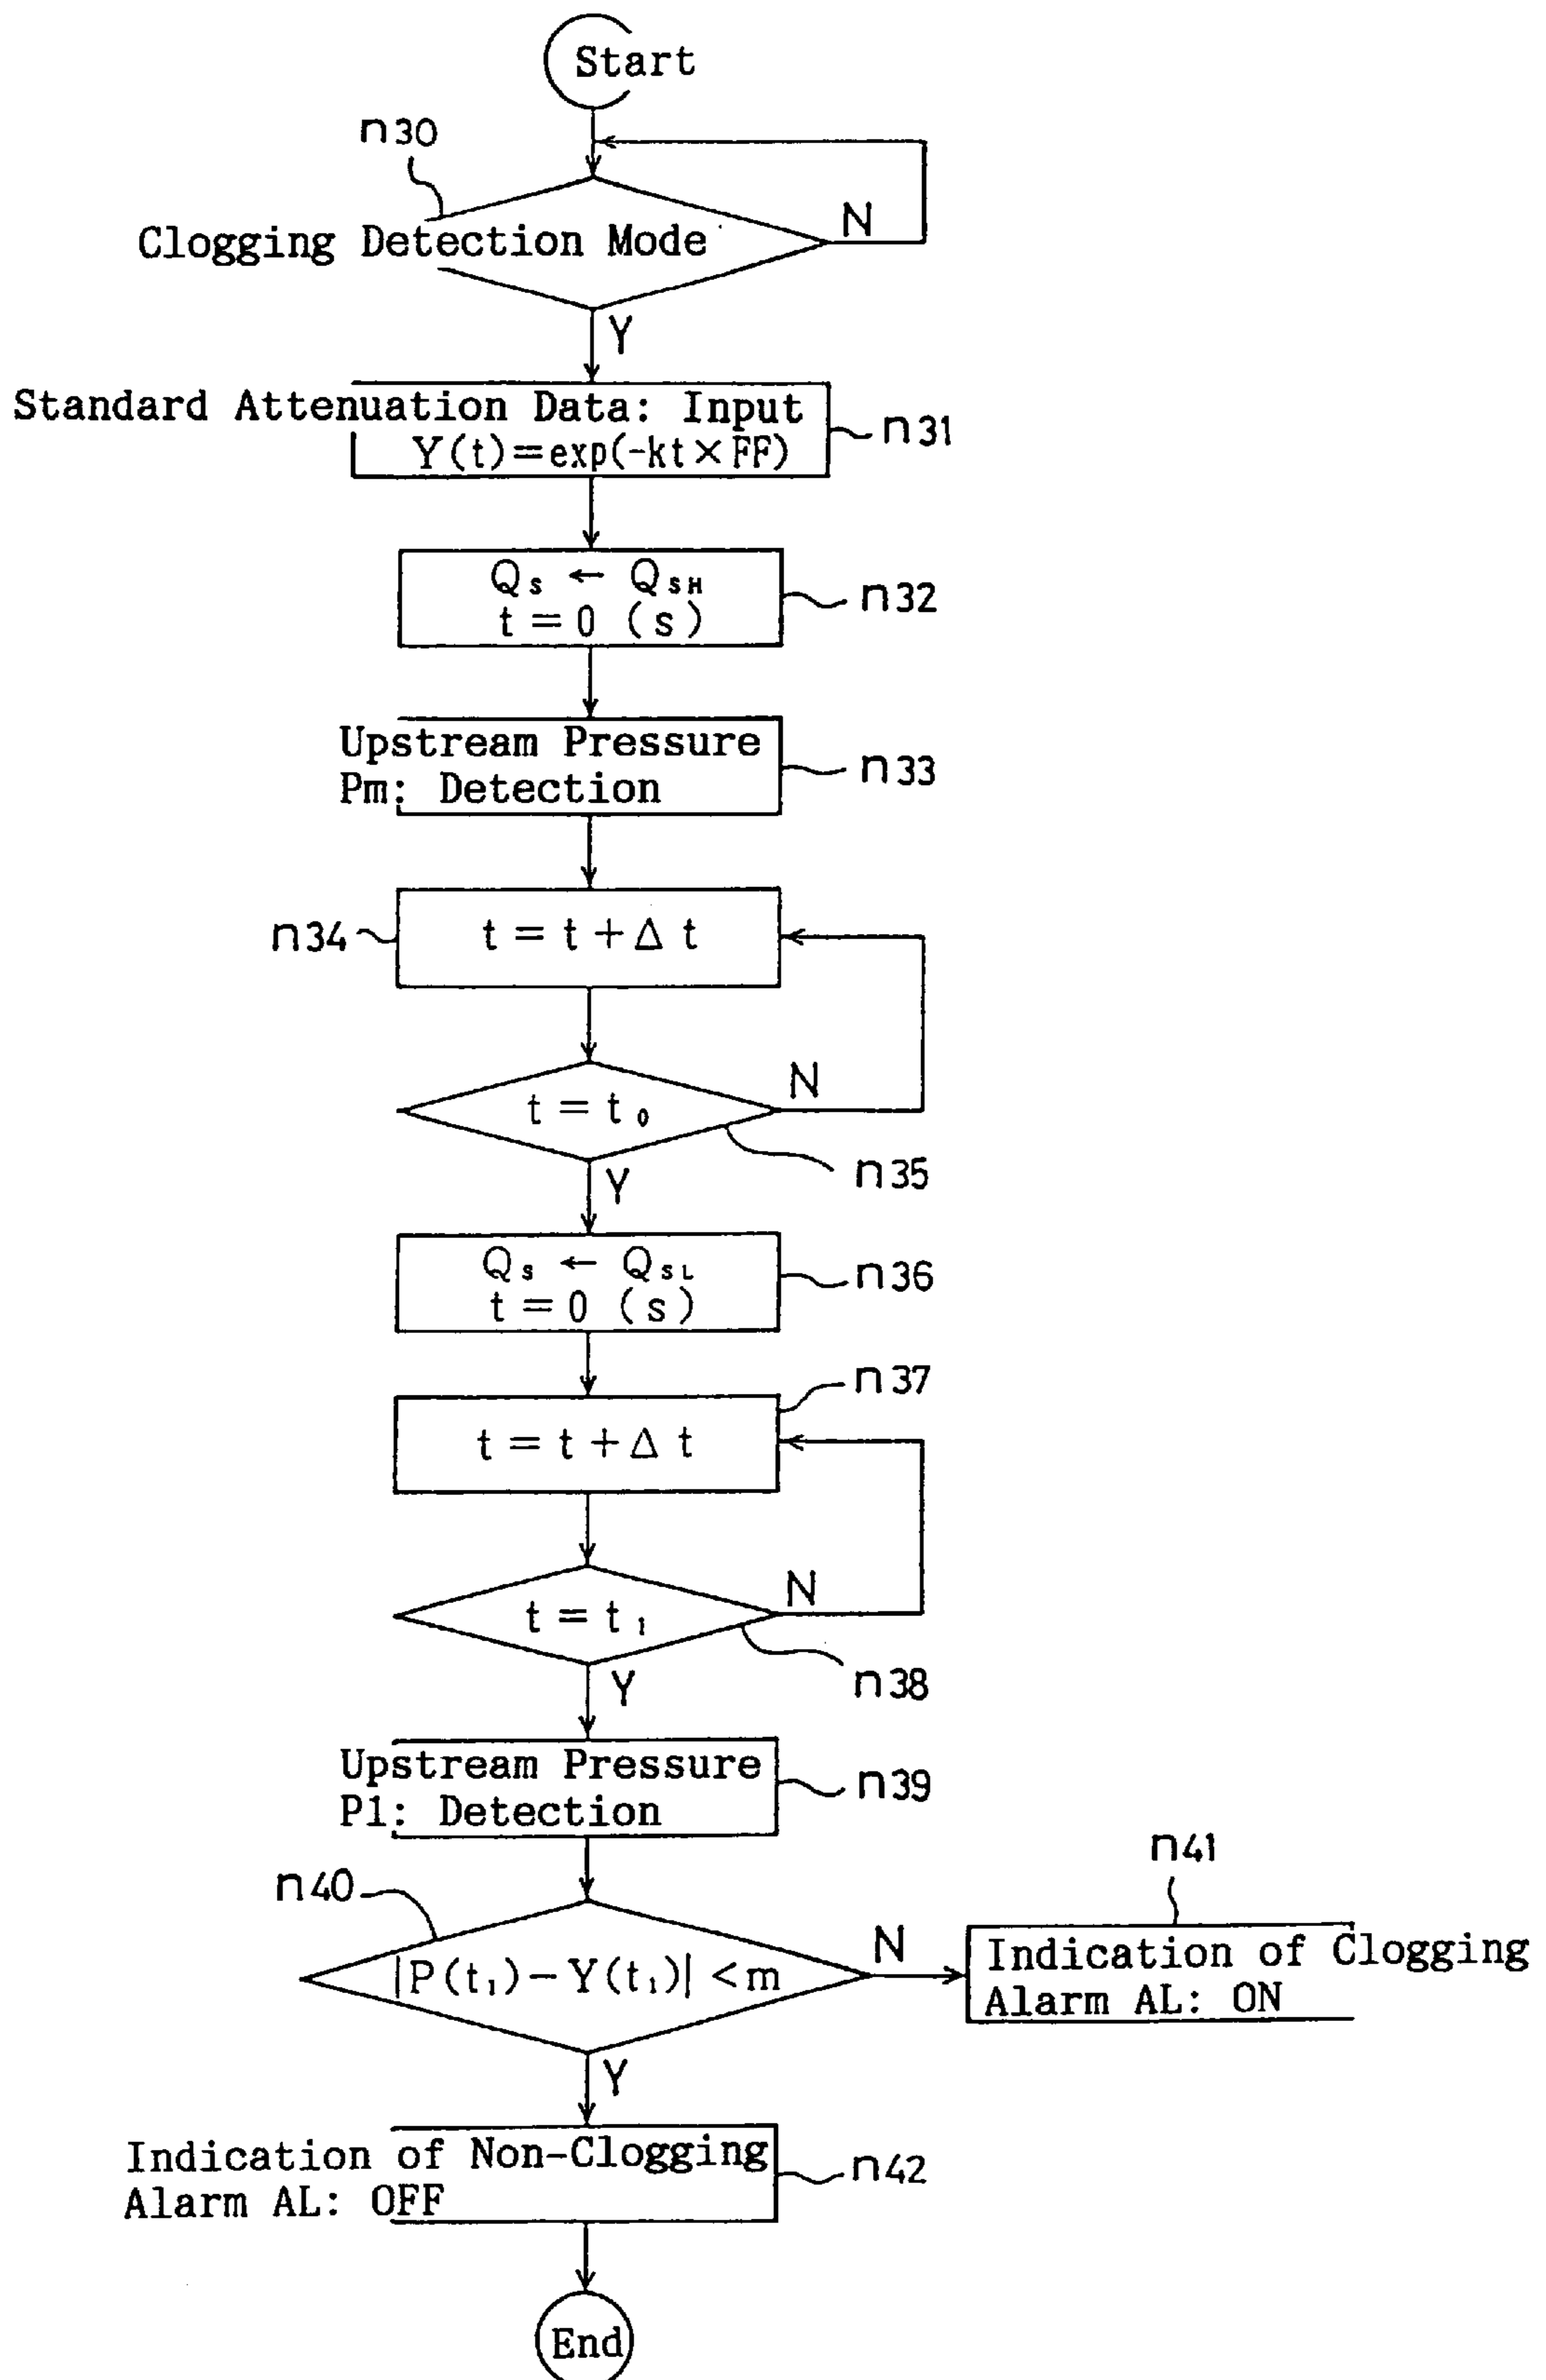 Start
n30
Clogging Detection Mode
N
Y
Standard Attenuation Data: Input
Y(t)=exp(-kt×FF)
n31
Qs ← QSH
t=0 (s)
n32
Upstream Pressure
Pm: Detection
n33
n34
t=t+Δt
N
t=t0
n35
Y
Qs ← QSL
t=0 (s)
n36
n37
t=t+Δt
N
t=t1
n38
Y
Upstream Pressure
P1: Detection
n39
n40
|P(t1)-Y(t1)|<m
N
n41
Indication of Clogging
Alarm AL: ON
Y
Indication of Non-Clogging
Alarm AL: OFF
n42
End